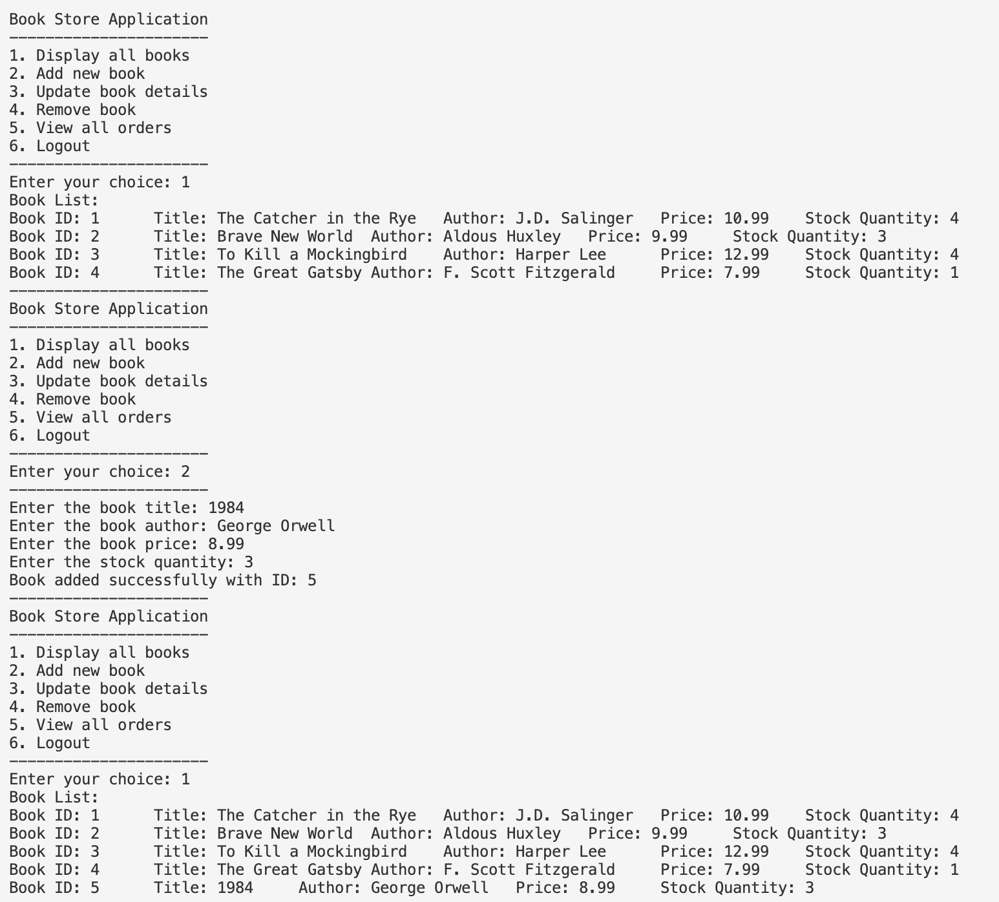 Book Store Application
----------------------
1. Display all books
2. Add new book
3. Update book details
4. Remove book
5. View all orders
6. Logout
----------------------
Enter your choice: 1
Book List:
Book ID: 1      Title: The Catcher in the Rye   Author: J.D. Salinger   Price: 10.99    Stock Quantity: 4
Book ID: 2      Title: Brave New World  Author: Aldous Huxley   Price: 9.99     Stock Quantity: 3
Book ID: 3      Title: To Kill a Mockingbird    Author: Harper Lee      Price: 12.99    Stock Quantity: 4
Book ID: 4      Title: The Great Gatsby Author: F. Scott Fitzgerald     Price: 7.99     Stock Quantity: 1
----------------------
Book Store Application
----------------------
1. Display all books
2. Add new book
3. Update book details
4. Remove book
5. View all orders
6. Logout
----------------------
Enter your choice: 2
----------------------
Enter the book title: 1984
Enter the book author: George Orwell
Enter the book price: 8.99
Enter the stock quantity: 3
Book added successfully with ID: 5
----------------------
Book Store Application
----------------------
1. Display all books
2. Add new book
3. Update book details
4. Remove book
5. View all orders
6. Logout
----------------------
Enter your choice: 1
Book List:
Book ID: 1      Title: The Catcher in the Rye   Author: J.D. Salinger   Price: 10.99    Stock Quantity: 4
Book ID: 2      Title: Brave New World  Author: Aldous Huxley   Price: 9.99     Stock Quantity: 3
Book ID: 3      Title: To Kill a Mockingbird    Author: Harper Lee      Price: 12.99    Stock Quantity: 4
Book ID: 4      Title: The Great Gatsby Author: F. Scott Fitzgerald     Price: 7.99     Stock Quantity: 1
Book ID: 5      Title: 1984     Author: George Orwell   Price: 8.99     Stock Quantity: 3